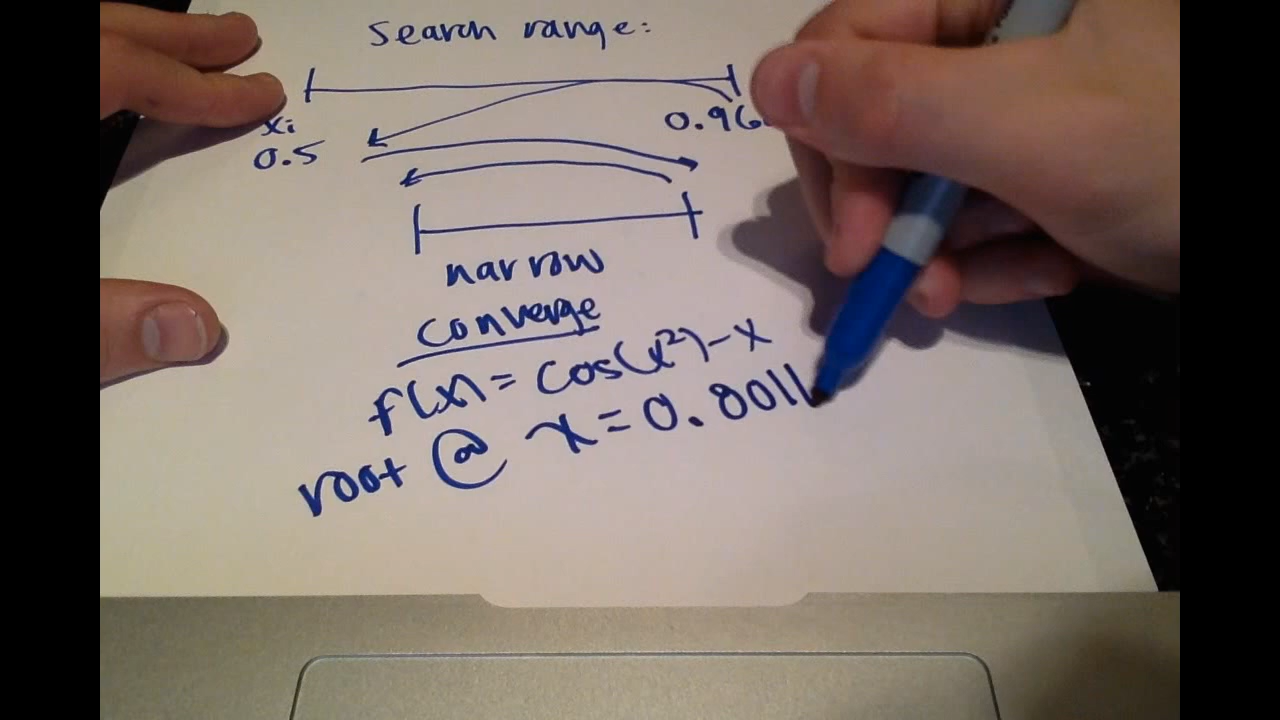 Search range:
xi
0.5
0.96
narrow
converge
f(x) = cos(x²)-x
root @ x = 0.8011